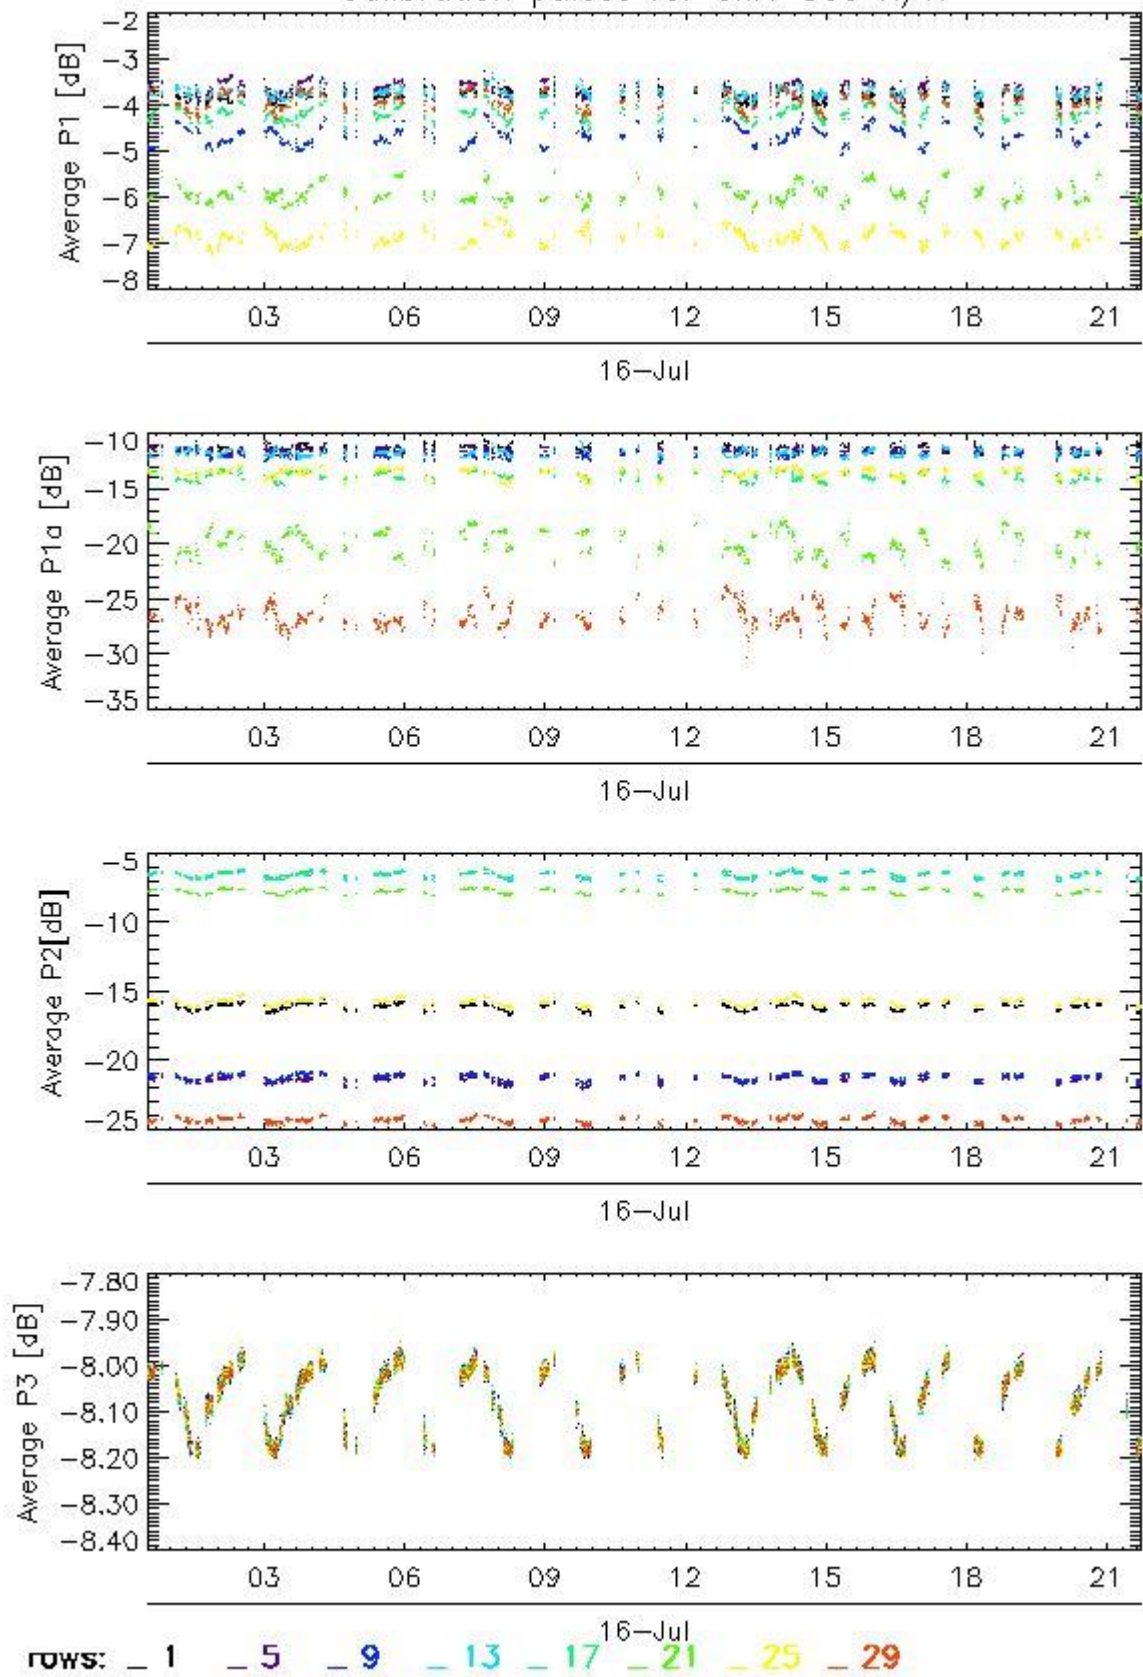 -2
-3
-4
-5
-6
-7
-8
Average P1 [dB]
03 06 09 12 15 18 21
16-Jul
-10
-15
-20
-25
-30
-35
Average P1a [dB]
03 06 09 12 15 18 21
16-Jul
-5
-10
-15
-20
-25
Average P2[dB]
03 06 09 12 15 18 21
16-Jul
-7.80
-7.90
-8.00
-8.10
-8.20
-8.30
-8.40
Average P3 [dB]
03 06 09 12 15 18 21
16-Jul
rows: _ 1 _ 5 _ 9 _ 13 _ 17 _ 21 _ 25 _ 29